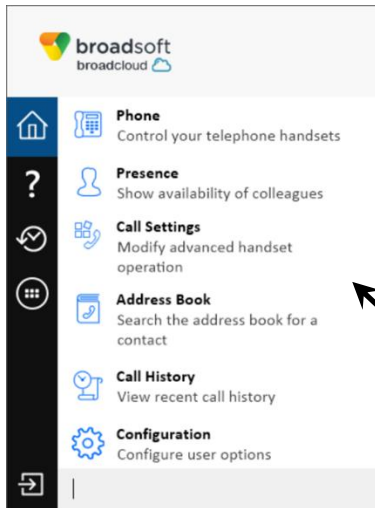 broadsoft
broadcloud
Phone
Control your telephone handsets
Presence
Show availability of colleagues
Call Settings
Modify advanced handset
operation
Address Book
Search the address book for a
contact
Call History
View recent call history
Configuration
Configure user options
?